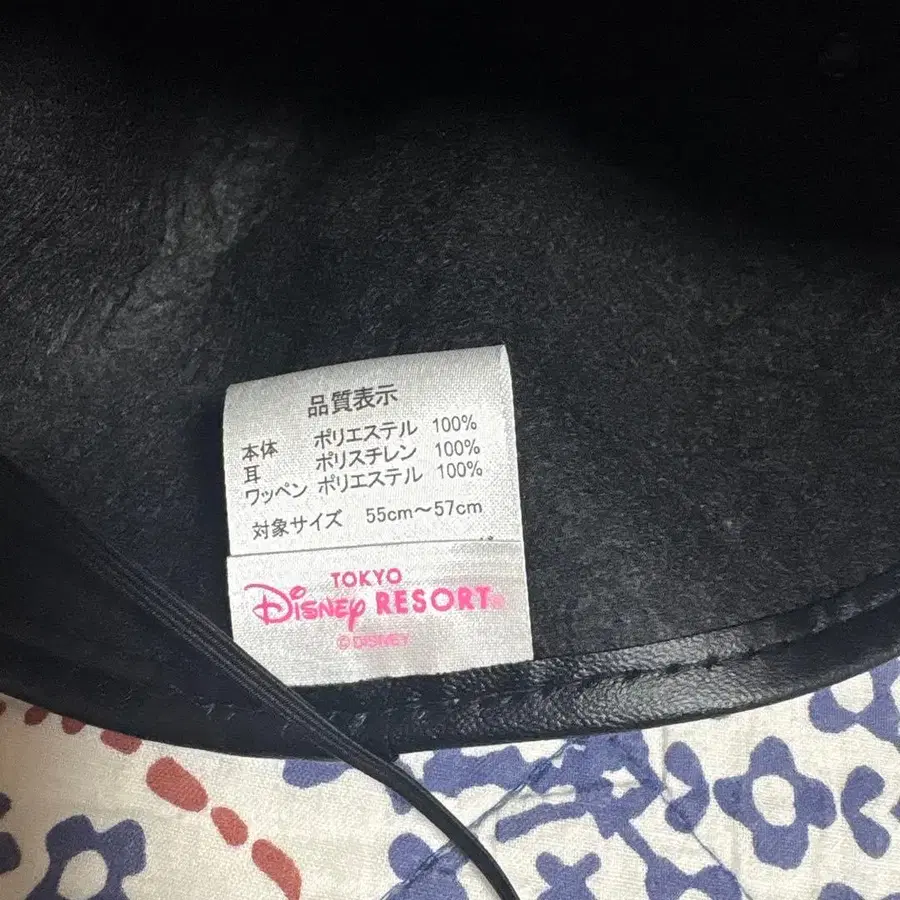 品質表示
本体 ポリエステル 100%
耳 ポリスチレン 100%
ワッペン ポリエステル 100%
対象サイズ 55cm～57cm
TOKYO
Disney RESORT®
© DISNEY